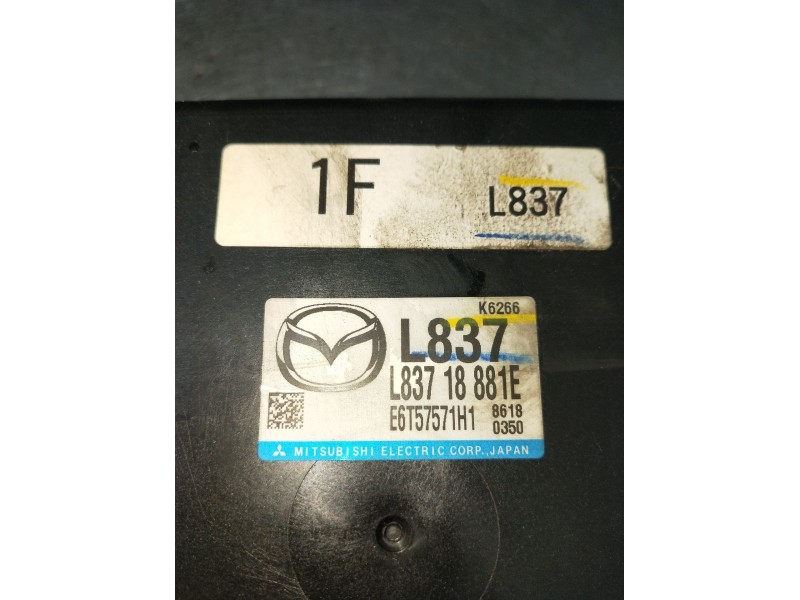 1F L837
K6266
L837
L837 18 881E
E6T57571H1 8618
0350
MITSUBISHI ELECTRIC CORP., JAPAN